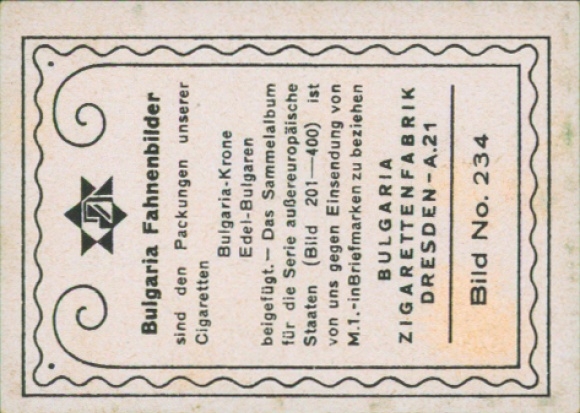 Bulgaria Fahnenbilder
sind den Packungen unserer
Cigaretten
Bulgaria-Krone
Edel-Bulgaren
beigefügt.— Das Sammelalbum
für die Serie außereuropäische
Staaten (Bild 201—400) ist
von uns gegen Einsendung von
M.1.-inBriefmarken zu beziehen
BULGARIA
ZIGARETTENFABRIK
DRESDEN-A.21
Bild No. 234